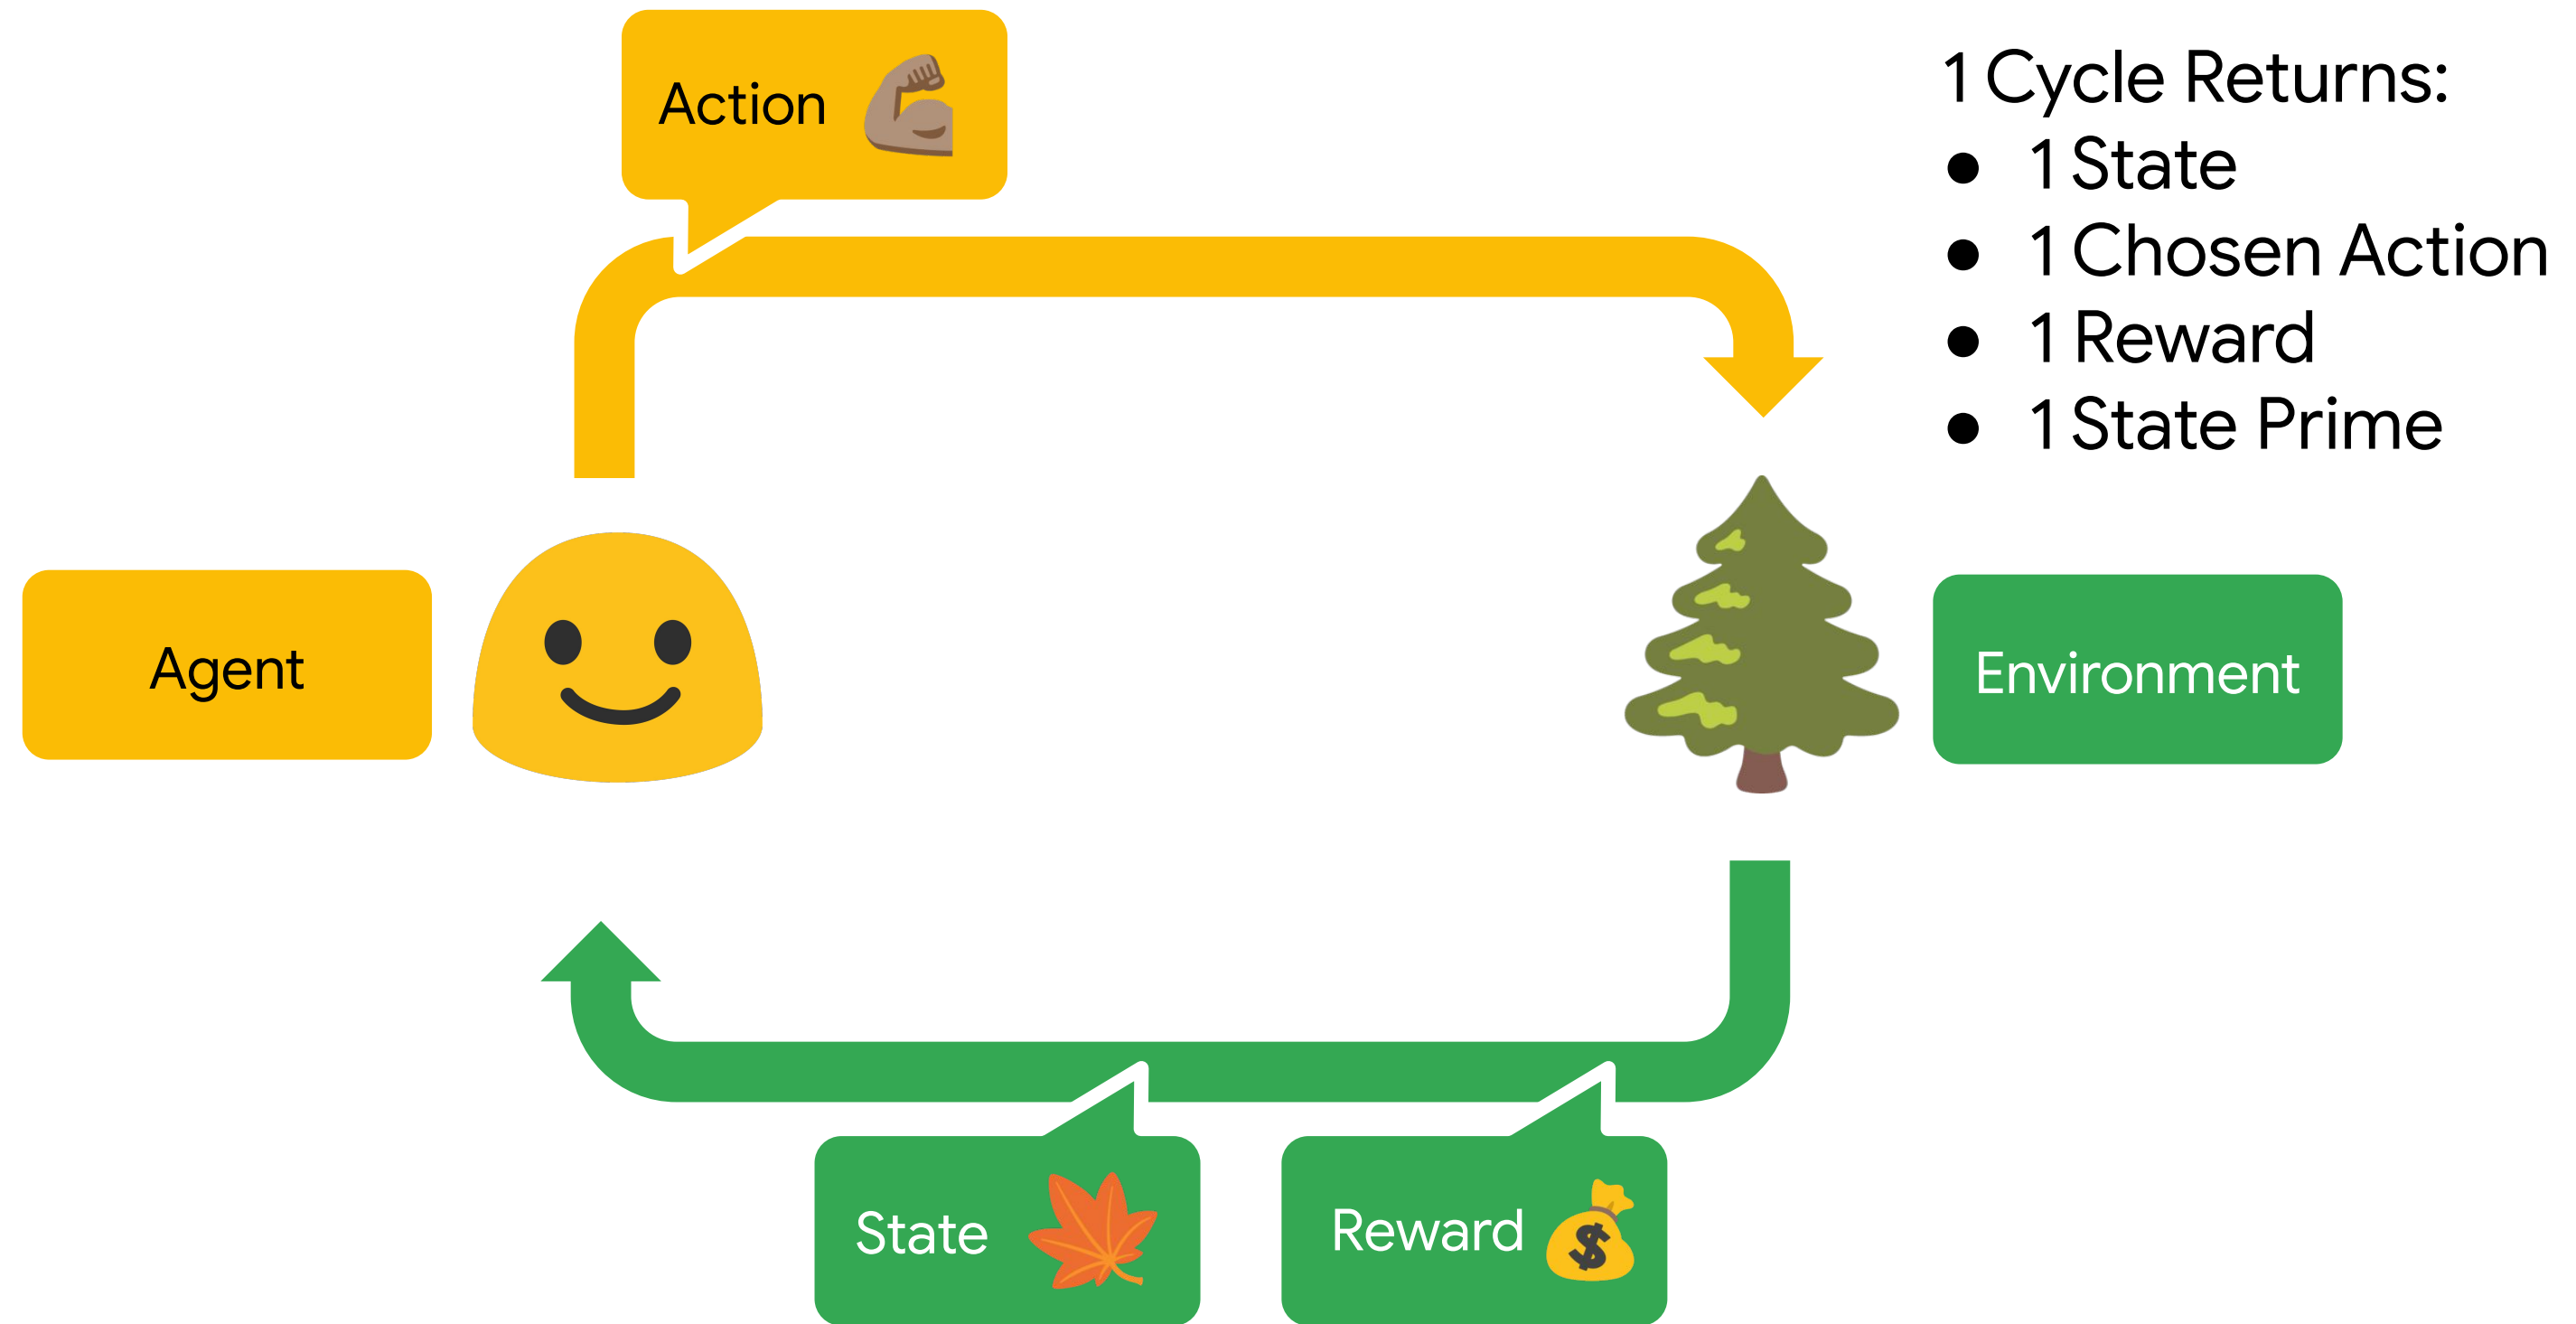 Action
1 Cycle Returns:
● 1 State
● 1 Chosen Action
● 1 Reward
● 1 State Prime
Agent
Environment
State
Reward
$